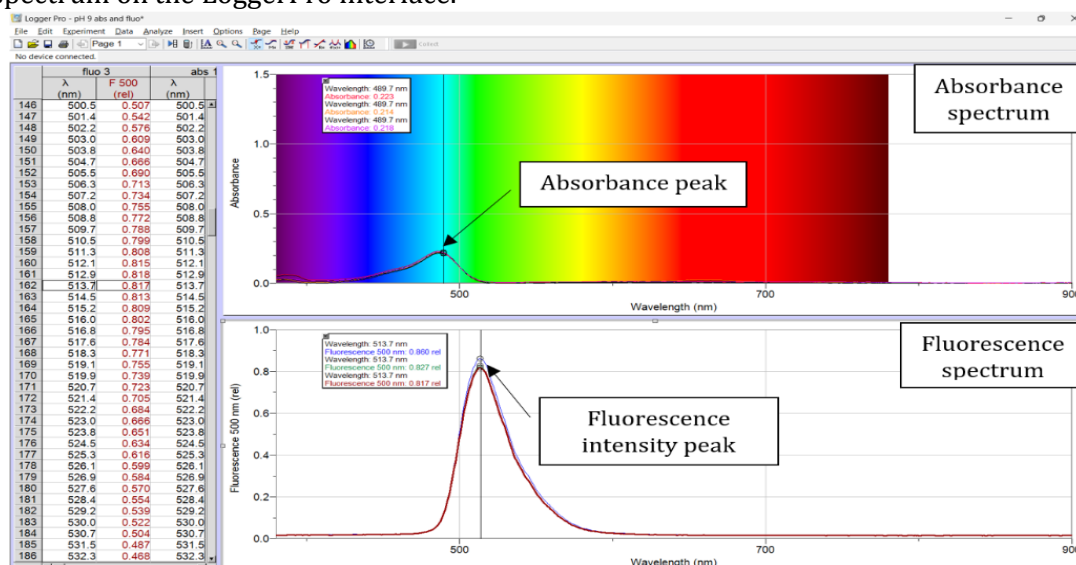 spectrum on the LoggerPro interface.
Logger Pro - pH 9 abs and fluo*
File Edit Experiment Data Analyze Insert Options Page Help
Page 1
Collect
No device connected.
fluo 3 abs 1
λ F 500 λ
(nm) (rel) (nm)
146 500.5 0.507 500.5
147 501.4 0.542 501.4
148 502.2 0.576 502.2
149 503.0 0.609 503.0
150 503.8 0.640 503.8
151 504.7 0.666 504.7
152 505.5 0.690 505.5
153 506.3 0.713 506.3
154 507.2 0.734 507.2
155 508.0 0.755 508.0
156 508.8 0.772 508.8
157 509.7 0.788 509.7
158 510.5 0.799 510.5
159 511.3 0.808 511.3
160 512.1 0.815 512.1
161 512.9 0.818 512.9
162 513.7 0.817 513.7
163 514.5 0.813 514.5
164 515.2 0.809 515.2
165 516.0 0.802 516.0
166 516.8 0.795 516.8
167 517.6 0.784 517.6
168 518.3 0.771 518.3
169 519.1 0.755 519.1
170 519.9 0.739 519.9
171 520.7 0.723 520.7
172 521.4 0.705 521.4
173 522.2 0.684 522.2
174 523.0 0.666 523.0
175 523.8 0.651 523.8
176 524.5 0.634 524.5
177 525.3 0.616 525.3
178 526.1 0.599 526.1
179 526.9 0.584 526.9
180 527.6 0.570 527.6
181 528.4 0.554 528.4
182 529.2 0.539 529.2
183 530.0 0.522 530.0
184 530.7 0.504 530.7
185 531.5 0.487 531.5
186 532.3 0.468 532.3
1.5
1.0
0.5
0.0
Absorbance
Wavelength: 489.7 nm
Absorbance: 0.223
Wavelength: 489.7 nm
Absorbance: 0.214
Wavelength: 489.7 nm
Absorbance: 0.218
Absorbance
spectrum
Absorbance peak
500 700 900
Wavelength (nm)
1.0
0.8
0.6
0.4
0.2
0.0
Fluorescence 500 nm (rel)
Wavelength: 513.7 nm
Fluorescence 500 nm: 0.860 rel
Wavelength: 513.7 nm
Fluorescence 500 nm: 0.827 rel
Wavelength: 513.7 nm
Fluorescence 500 nm: 0.817 rel
Fluorescence
spectrum
Fluorescence
intensity peak
500 700 900
Wavelength (nm)